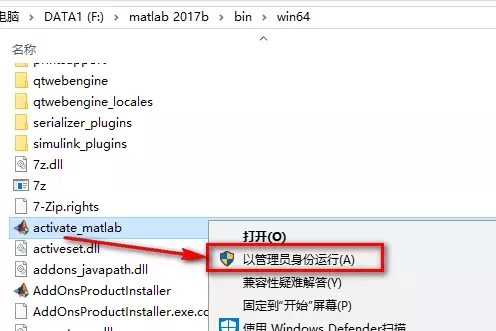 电脑 > DATA1 (F:) > matlab 2017b > bin > win64
名称
printsupport
qtwebengine
qtwebengine_locales
serializer_plugins
simulink_plugins
7z.dll
7z
7-Zip.rights
activate_matlab
打开(O)
activeset.dll
以管理员身份运行(A)
addons_javapath.dll
兼容性疑难解答(Y)
AddOnsProductInstaller
固定到"开始"屏幕(P)
AddOnsProductInstaller.exe.co
使用 Windows Defender扫描